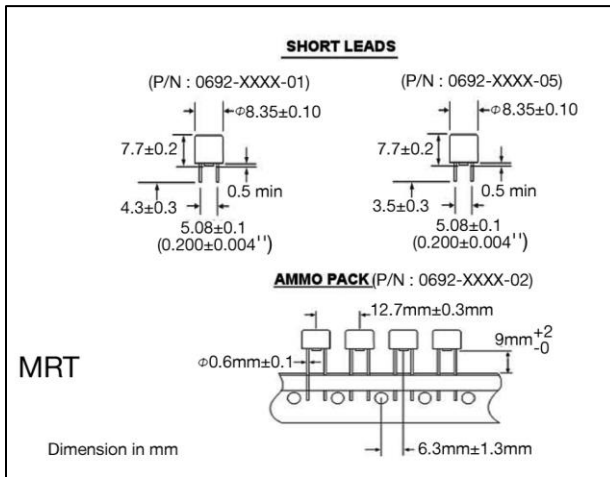 SHORT LEADS
(P/N : 0692-XXXX-01)
(P/N : 0692-XXXX-05)
Φ8.35±0.10
Φ8.35±0.10
7.7±0.2
7.7±0.2
0.5 min
0.5 min
4.3±0.3
3.5±0.3
5.08±0.1
(0.200±0.004'')
5.08±0.1
(0.200±0.004'')
AMMO PACK (P/N : 0692-XXXX-02)
12.7mm±0.3mm
9mm+2
-0
Φ0.6mm±0.1
MRT
6.3mm±1.3mm
Dimension in mm